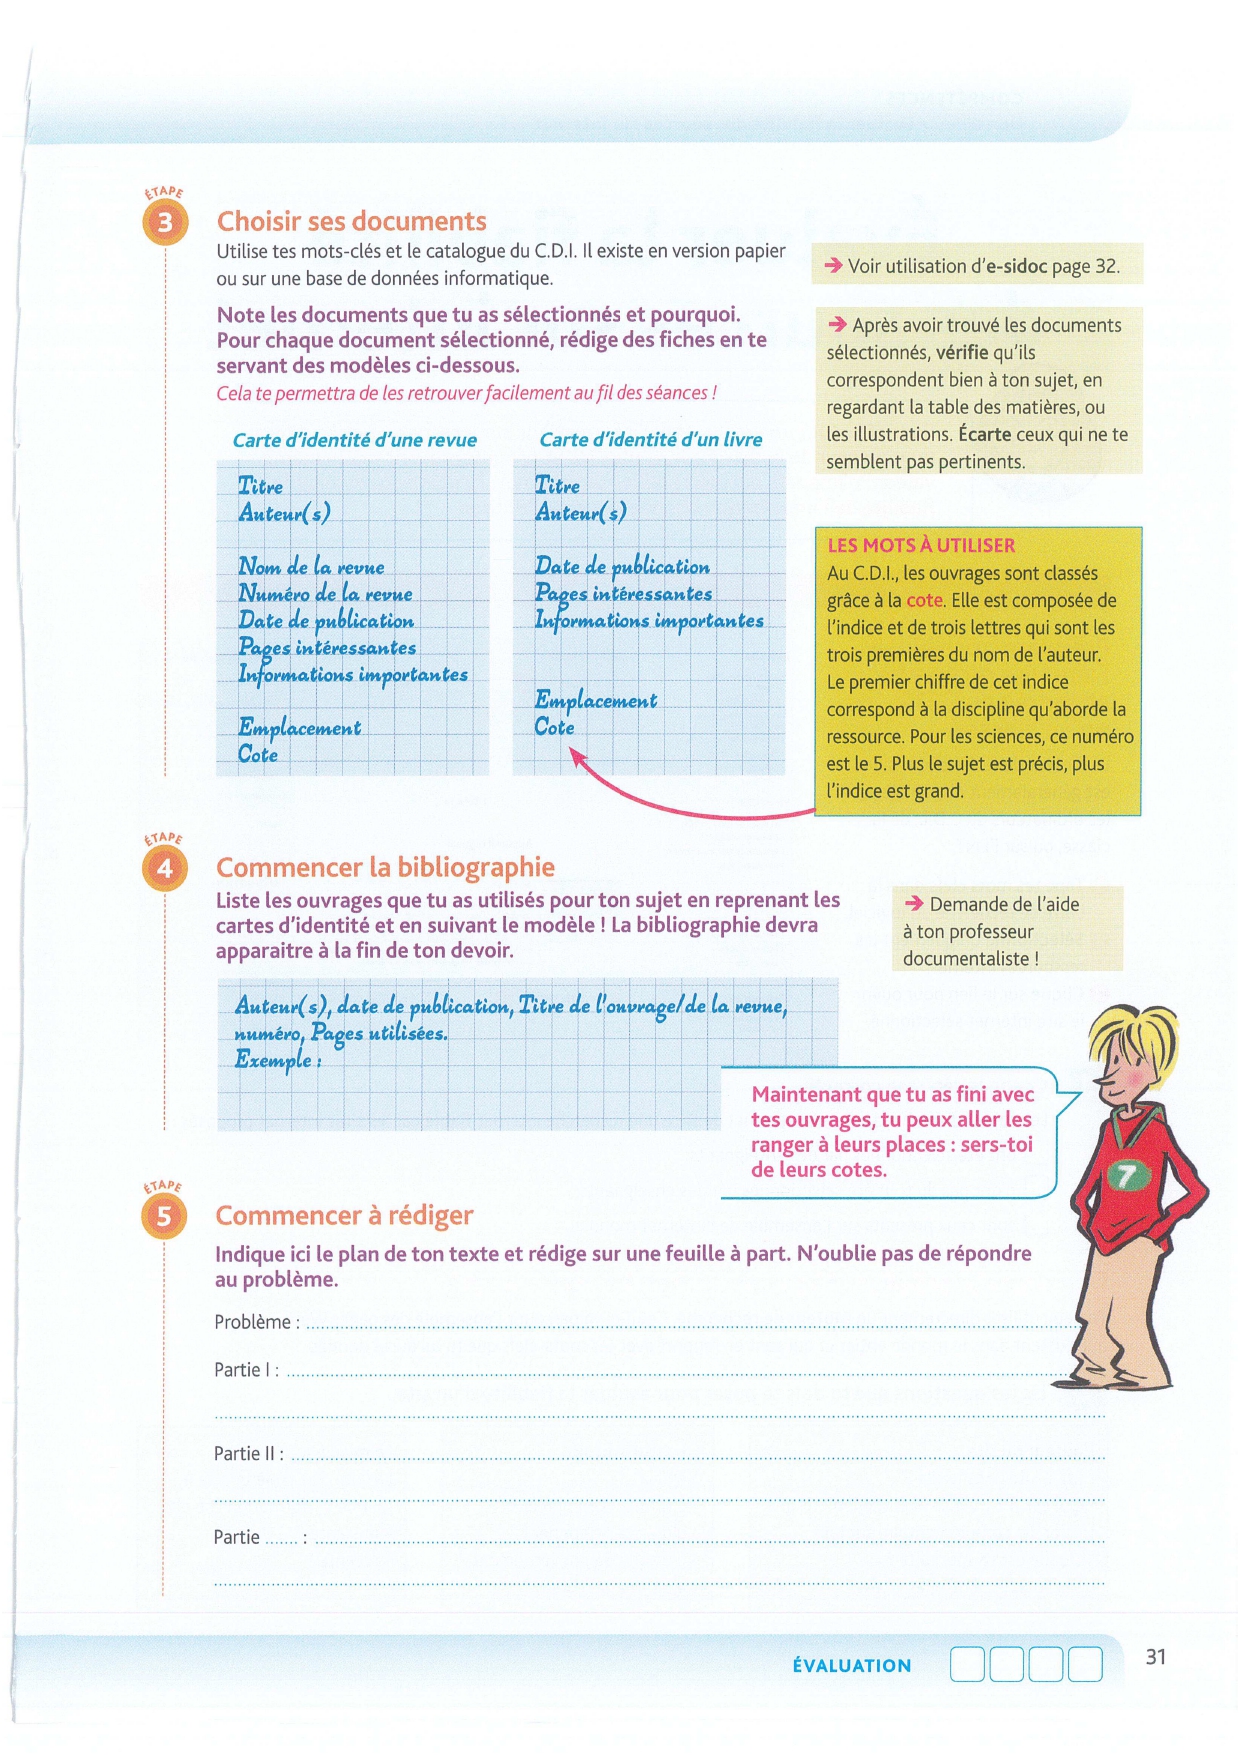 ÉTAPE
3
Choisir ses documents
Utilise tes mots-clés et le catalogue du C.D.I. Il existe en version papier
ou sur une base de données informatique.
Note les documents que tu as sélectionnés et pourquoi.
Pour chaque document sélectionné, rédige des fiches en te
servant des modèles ci-dessous.
Cela te permettra de les retrouver facilement au fil des séances !
➔ Voir utilisation d'e-sidoc page 32.
➔ Après avoir trouvé les documents
sélectionnés, vérifie qu'ils
correspondent bien à ton sujet, en
regardant la table des matières, ou
les illustrations. Écarte ceux qui ne te
semblent pas pertinents.
Carte d'identité d'une revue
Titre
Auteur(s)
Nom de la revue
Numéro de la revue
Date de publication
Pages intéressantes
Informations importantes
Emplacement
Cote
Carte d'identité d'un livre
Titre
Auteur(s)
Date de publication
Pages intéressantes
Informations importantes
Emplacement
Cote
LES MOTS À UTILISER
Au C.D.I., les ouvrages sont classés
grâce à la cote. Elle est composée de
l'indice et de trois lettres qui sont les
trois premières du nom de l'auteur.
Le premier chiffre de cet indice
correspond à la discipline qu'aborde la
ressource. Pour les sciences, ce numéro
est le 5. Plus le sujet est précis, plus
l'indice est grand.
ÉTAPE
4
Commencer la bibliographie
Liste les ouvrages que tu as utilisés pour ton sujet en reprenant les
cartes d'identité et en suivant le modèle ! La bibliographie devra
apparaitre à la fin de ton devoir.
➔ Demande de l'aide
à ton professeur
documentaliste !
Auteur(s), date de publication, Titre de l'ouvrage/de la revue,
numéro, Pages utilisées.
Exemple :
Maintenant que tu as fini avec
tes ouvrages, tu peux aller les
ranger à leurs places : sers-toi
de leurs cotes.
7
ÉTAPE
5
Commencer à rédiger
Indique ici le plan de ton texte et rédige sur une feuille à part. N'oublie pas de répondre
au problème.
Problème :
Partie I :
Partie II :
Partie ....... :
ÉVALUATION
31